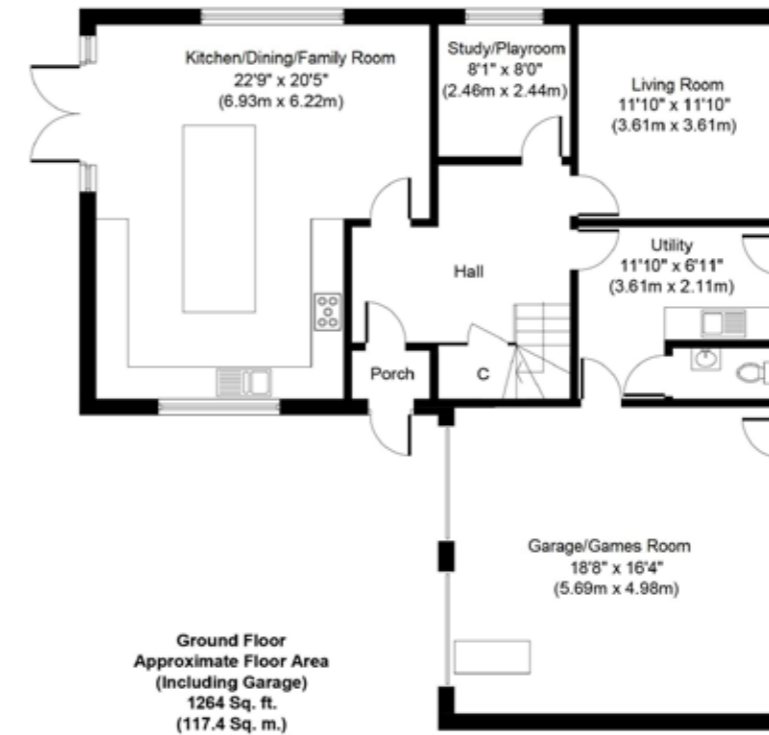 Kitchen/Dining/Family Room
22'9" x 20'5"
(6.93m x 6.22m)
Study/Playroom
8'1" x 8'0"
(2.46m x 2.44m)
Living Room
11'10" x 11'10"
(3.61m x 3.61m)
Hall
Utility
11'10" x 6'11"
(3.61m x 2.11m)
Porch
C
Garage/Games Room
18'8" x 16'4"
(5.69m x 4.98m)
Ground Floor
Approximate Floor Area
(Including Garage)
1264 Sq. ft.
(117.4 Sq. m.)